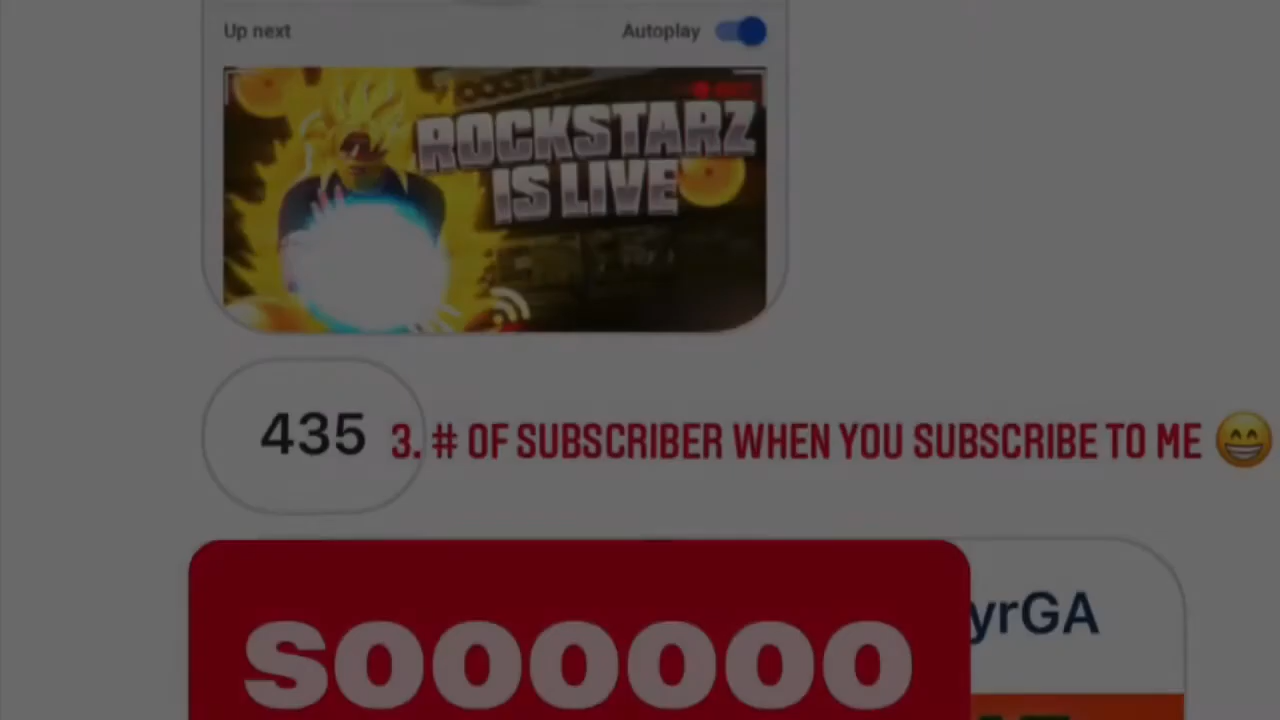 Up next
Autoplay
ROCKSTARZ
IS LIVE
435
3. # OF SUBSCRIBER WHEN YOU SUBSCRIBE TO ME
SOOOOOO
yrGA